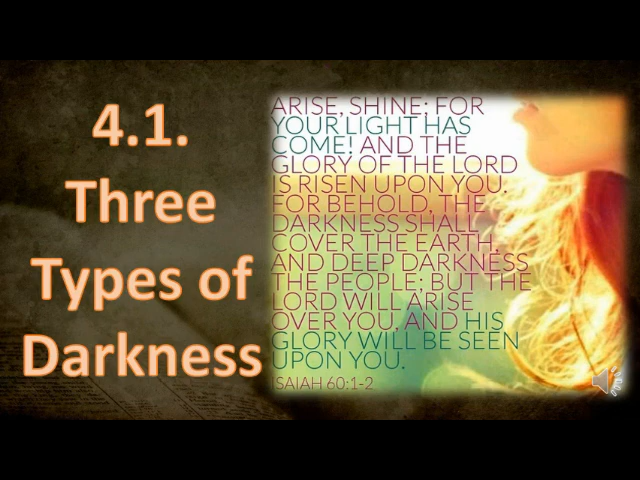 4.1.
Three
Types of
Darkness
ARISE, SHINE; FOR
YOUR LIGHT HAS
COME! AND THE
GLORY OF THE LORD
IS RISEN UPON YOU.
FOR BEHOLD, THE
DARKNESS SHALL
COVER THE EARTH,
AND DEEP DARKNESS
THE PEOPLE; BUT THE
LORD WILL ARISE
OVER YOU, AND HIS
GLORY WILL BE SEEN
UPON YOU.
ISAIAH 60:1-2